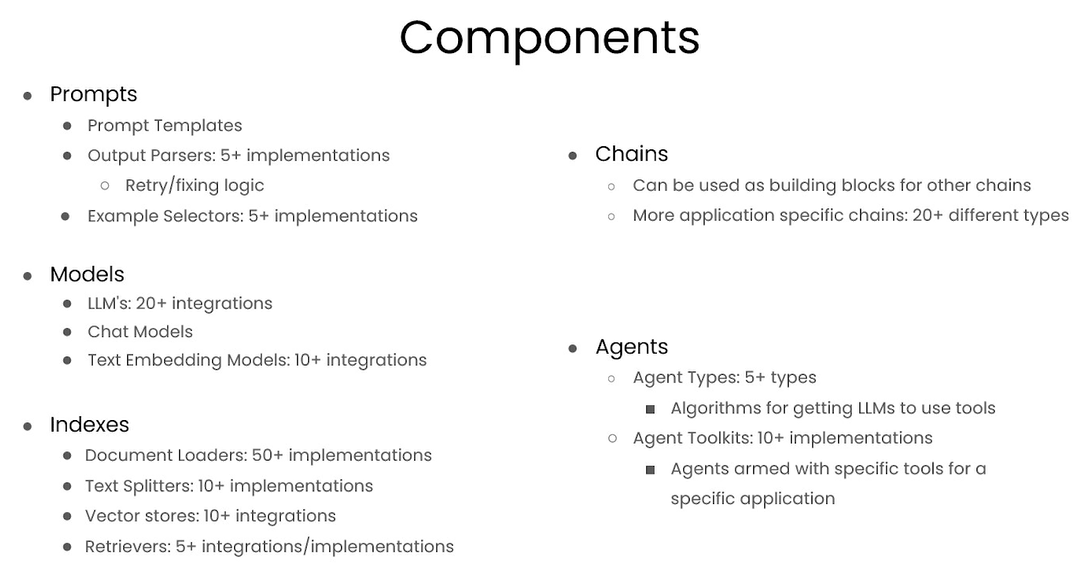 Components
Prompts
Prompt Templates
Output Parsers: 5+ implementations
Retry/fixing logic
Example Selectors: 5+ implementations
Models
LLM's: 20+ integrations
Chat Models
Text Embedding Models: 10+ integrations
Indexes
Document Loaders: 50+ implementations
Text Splitters: 10+ implementations
Vector stores: 10+ integrations
Retrievers: 5+ integrations/implementations
Chains
Can be used as building blocks for other chains
More application specific chains: 20+ different types
Agents
Agent Types: 5+ types
Algorithms for getting LLMs to use tools
Agent Toolkits: 10+ implementations
Agents armed with specific tools for a
specific application